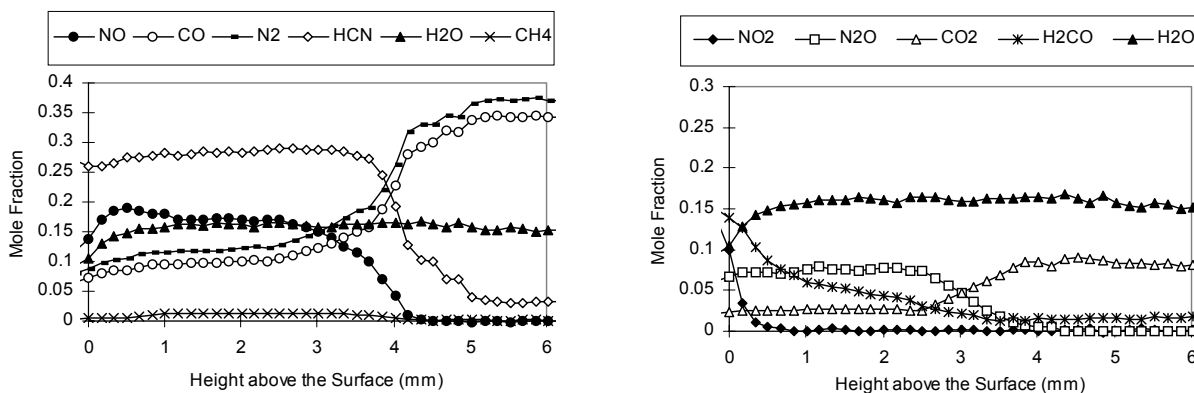 NO CO N2 HCN H2O CH4
0.4
0.35
0.3
0.25
0.2
0.15
0.1
0.05
0
Mole Fraction
0 1 2 3 4 5 6
Height above the Surface (mm)
NO2 N2O CO2 H2CO H2O
0.3
0.25
0.2
0.15
0.1
0.05
0
Mole Fraction
0 1 2 3 4 5 6
Height above the Surface (mm)